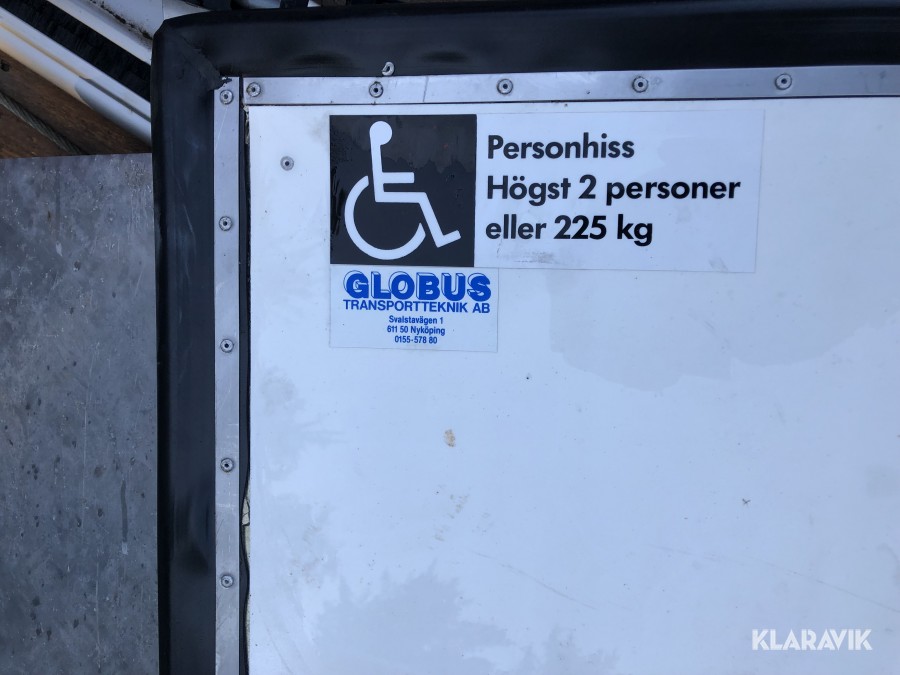 Personhiss
Högst 2 personer
eller 225 kg
GLOBUS
TRANSPORTTEKNIK AB
Svalstavägen 1
611 50 Nyköping
0155-578 80
KLARAVIK